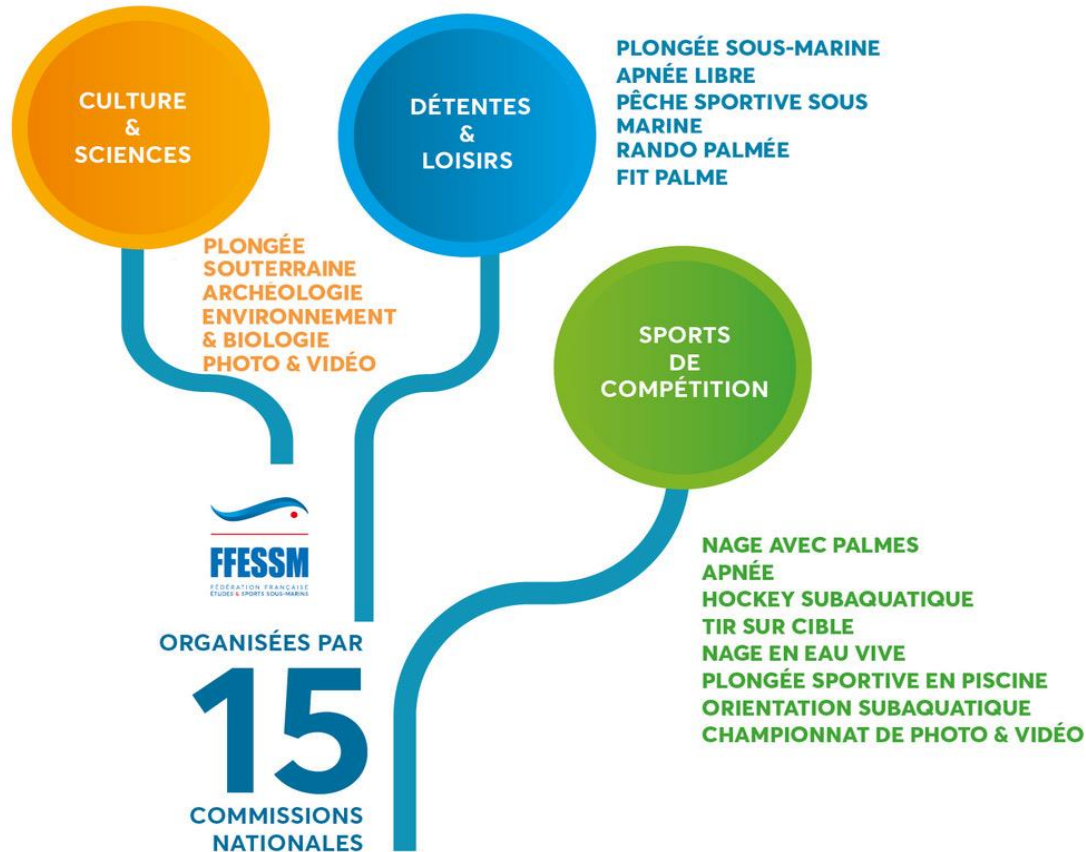 CULTURE
&
SCIENCES
DÉTENTES
&
LOISIRS
PLONGÉE SOUS-MARINE
APNÉE LIBRE
PÊCHE SPORTIVE SOUS
MARINE
RANDO PALMÉE
FIT PALME
PLONGÉE
SOUTERRAINE
ARCHÉOLOGIE
ENVIRONNEMENT
& BIOLOGIE
PHOTO & VIDÉO
SPORTS
DE
COMPÉTITION
FFESSM
FÉDÉRATION FRANÇAISE
ÉTUDES & SPORTS SOUS-MARINS
NAGE AVEC PALMES
APNÉE
HOCKEY SUBAQUATIQUE
TIR SUR CIBLE
NAGE EN EAU VIVE
PLONGÉE SPORTIVE EN PISCINE
ORIENTATION SUBAQUATIQUE
CHAMPIONNAT DE PHOTO & VIDÉO
ORGANISÉES PAR
15
COMMISSIONS
NATIONALES